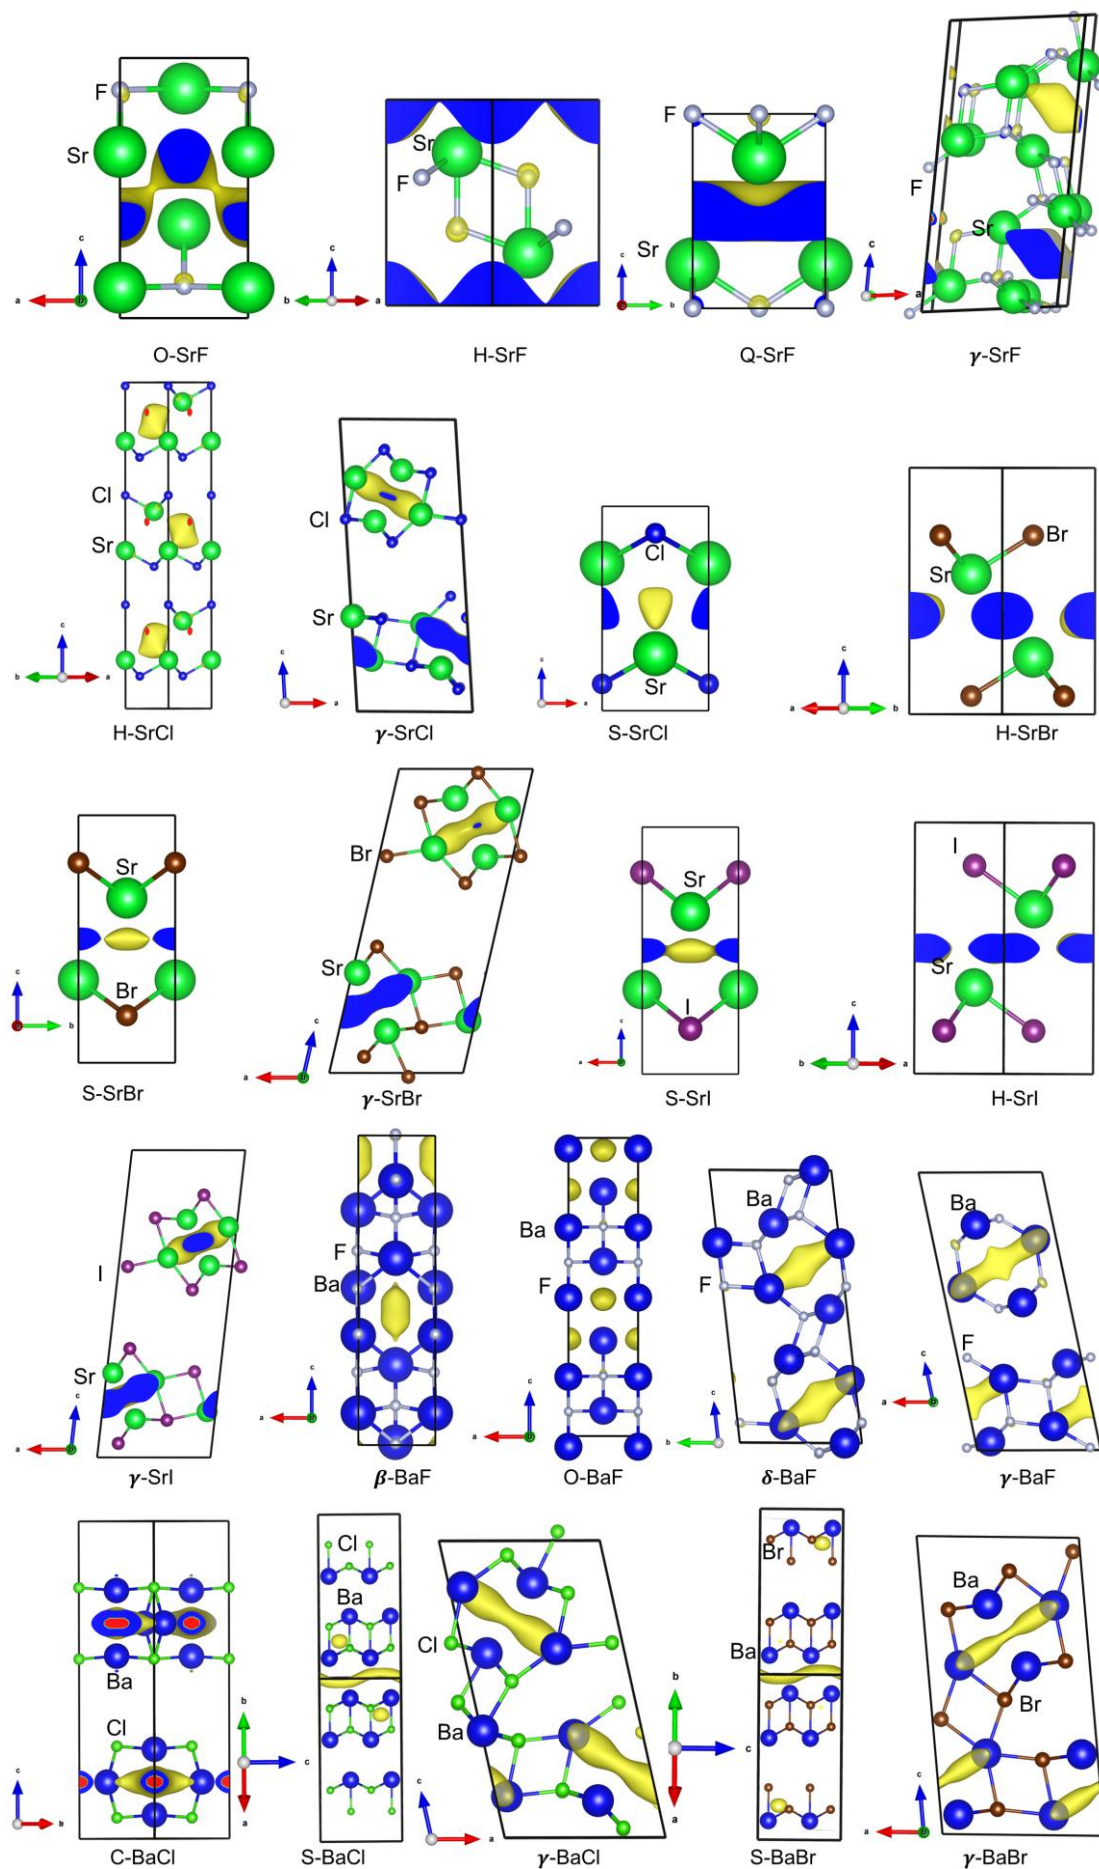 F
Sr
c
a
b
O-SrF
Sr
F
c
b
a
H-SrF
F
Sr
c
b
Q-SrF
F
Sr
c
a
γ-SrF
Cl
Sr
c
b
a
H-SrCl
Cl
Sr
c
a
γ-SrCl
Cl
Sr
c
a
S-SrCl
Br
Sr
c
a
b
H-SrBr
Sr
Br
c
b
S-SrBr
Br
Sr
c
a
b
γ-SrBr
Sr
I
c
a
b
S-SrI
I
Sr
c
b
a
H-SrI
I
Sr
c
a
b
γ-SrI
F
Ba
c
a
b
β-BaF
Ba
F
c
a
b
O-BaF
Ba
F
c
b
δ-BaF
Ba
F
c
a
b
γ-BaF
Ba
Cl
c
b
C-BaCl
Cl
Ba
b
c
a
S-BaCl
Cl
Ba
c
a
γ-BaCl
Br
Ba
b
c
a
S-BaBr
Ba
Br
c
a
b
γ-BaBr